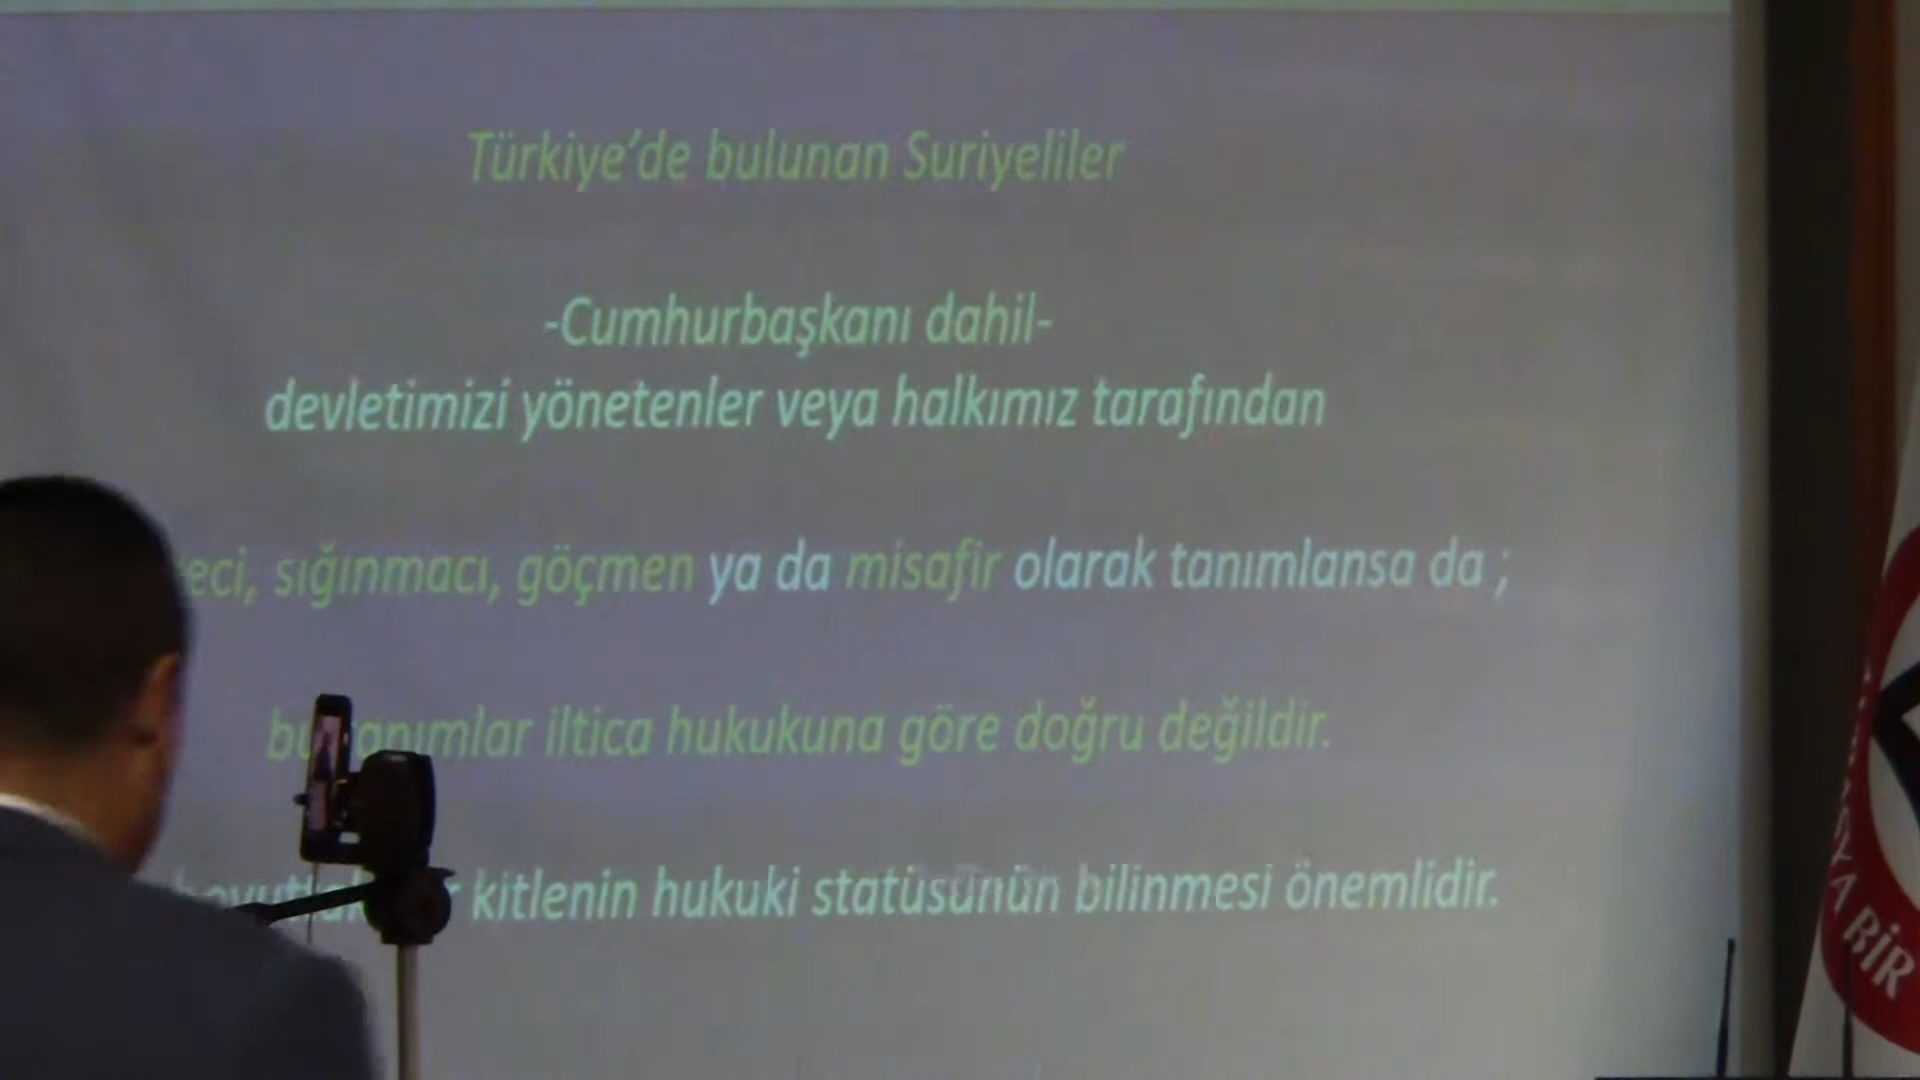 Türkiye’de bulunan Suriyeliler
-Cumhurbaşkanı dahil-
devletimizi yönetenler veya halkımız tarafından
sığınmacı, göçmen ya da misafir olarak tanımlansa da ;
iltica hukukuna göre doğru değildir.
kitlenin hukuki statüsünün bilinmesi önemlidir.
BİR